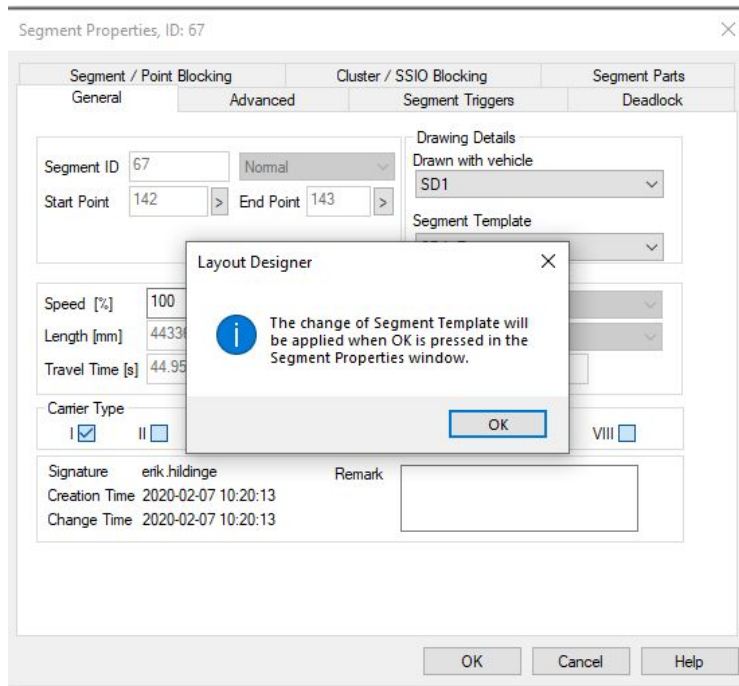 Segment Properties, ID: 67
Segment / Point Blocking Cluster / SSIO Blocking Segment Parts
General Advanced Segment Triggers Deadlock
Drawing Details
Drawn with vehicle
Segment ID 67 Normal
SD1
Start Point 142 > End Point 143 >
Segment Template
Layout Designer
Speed [%] 100
The change of Segment Template will
be applied when OK is pressed in the
Segment Properties window.
Length [mm]
Travel Time [s] 44.95
OK
Carrier Type
I II VIII
Signature erik.hildinge Remark
Creation Time 2020-02-07 10:20:13
Change Time 2020-02-07 10:20:13
OK Cancel Help